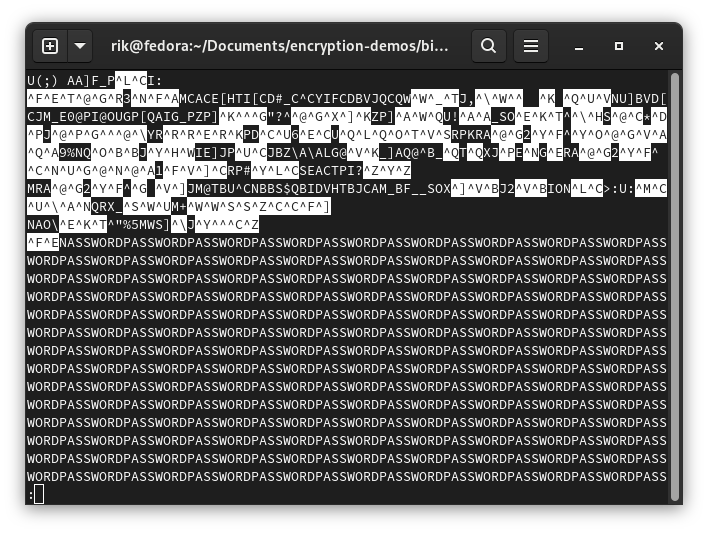 rik@fedora:~/Documents/encryption-demos/bi…
U(;) AA]F_P^L^CI:
^F^E^T^@^G^R3^N^F^AMCACE[HTI[CD#_C^CYIFCDBVJQCQW^W^_^TJ,^\^W^^  ^K ^Q^U^VNU]BVD[
CJM_E0@PI@OUGP[QAIG_PZP]^K^^^G"?^^@^G^X^]^KZP]^A^W^QU!^A^A_SO^E^K^T^^\^HS^@^C*^D
^PJ^@^P^G^^^@^\YR^R^R^E^R^KPD^C^U6^E^CU^Q^L^Q^O^T^V^SRPKRA^@^G2^Y^F^^Y^O^@^G^V^A
^Q^A9%NQ^O^B^BJ^Y^H^WIE]JP^U^CJBZ\A\ALG@^V^K_]AQ@^B_^QT^QXJ^PE^NG^ERA^@^G2^Y^F^
^C^N^U^G^@^N^@^A1^F^V^]^CRP#^Y^L^CSEACTPI?^Z^Y^Z
MRA^@^G2^Y^F^^G ^V^]JM@TBU^CNBBS$QBIDVHTBJCAM_BF__SOX^]^V^BJ2^V^BION^L^C>:U:^M^C
^U^\^A^NQRX_^S^W^UM+^W^W^S^S^Z^C^C^F^]
NAO\^E^K^T^"%5MWS]^\J^Y^^^C^Z
^F^ENASSWORDPASSWORDPASSWORDPASSWORDPASSWORDPASSWORDPASSWORDPASSWORDPASSWORDPASS
WORDPASSWORDPASSWORDPASSWORDPASSWORDPASSWORDPASSWORDPASSWORDPASSWORDPASSWORDPASS
WORDPASSWORDPASSWORDPASSWORDPASSWORDPASSWORDPASSWORDPASSWORDPASSWORDPASSWORDPASS
WORDPASSWORDPASSWORDPASSWORDPASSWORDPASSWORDPASSWORDPASSWORDPASSWORDPASSWORDPASS
WORDPASSWORDPASSWORDPASSWORDPASSWORDPASSWORDPASSWORDPASSWORDPASSWORDPASSWORDPASS
WORDPASSWORDPASSWORDPASSWORDPASSWORDPASSWORDPASSWORDPASSWORDPASSWORDPASSWORDPASS
WORDPASSWORDPASSWORDPASSWORDPASSWORDPASSWORDPASSWORDPASSWORDPASSWORDPASSWORDPASS
WORDPASSWORDPASSWORDPASSWORDPASSWORDPASSWORDPASSWORDPASSWORDPASSWORDPASSWORDPASS
WORDPASSWORDPASSWORDPASSWORDPASSWORDPASSWORDPASSWORDPASSWORDPASSWORDPASSWORDPASS
WORDPASSWORDPASSWORDPASSWORDPASSWORDPASSWORDPASSWORDPASSWORDPASSWORDPASSWORDPASS
WORDPASSWORDPASSWORDPASSWORDPASSWORDPASSWORDPASSWORDPASSWORDPASSWORDPASSWORDPASS
WORDPASSWORDPASSWORDPASSWORDPASSWORDPASSWORDPASSWORDPASSWORDPASSWORDPASSWORDPASS
WORDPASSWORDPASSWORDPASSWORDPASSWORDPASSWORDPASSWORDPASSWORDPASSWORDPASSWORDPASS
WORDPASSWORDPASSWORDPASSWORDPASSWORDPASSWORDPASSWORDPASSWORDPASSWORDPASSWORDPASS
: